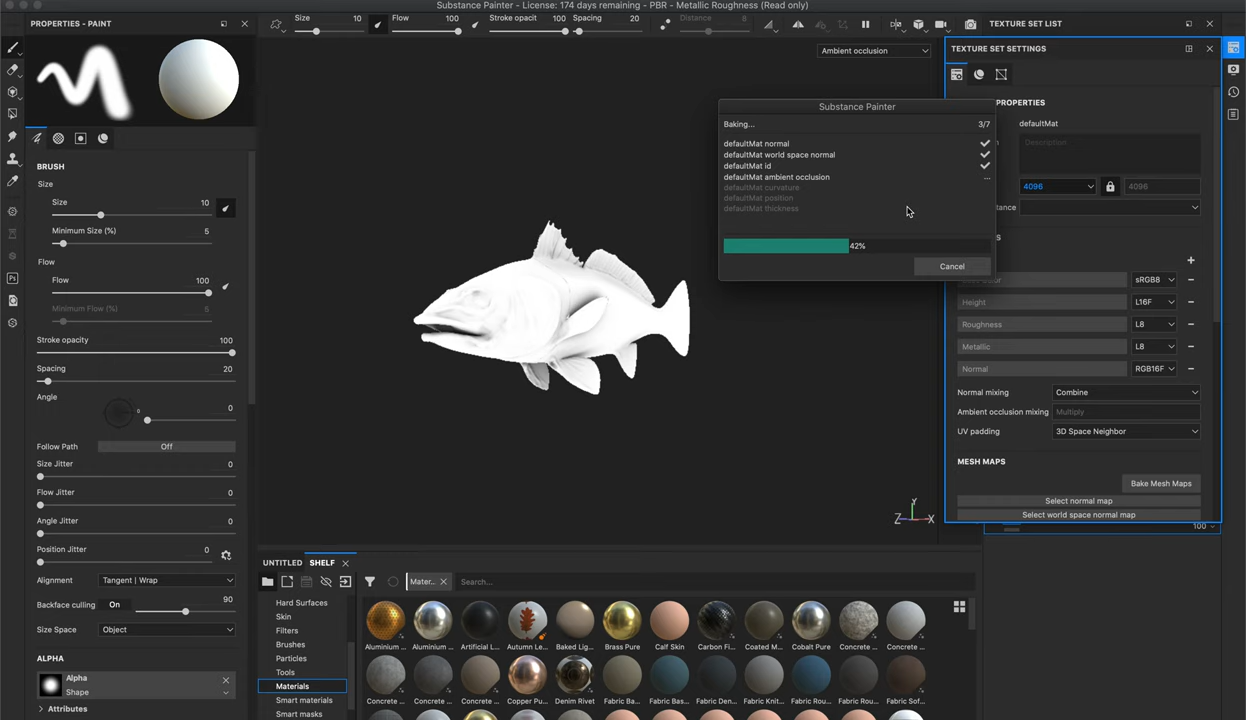 Substance Painter - License: 174 days remaining - PBR - Metallic Roughness (Read only)
PROPERTIES - PAINT
Size 10
Flow 100
Stroke opacity 100
Spacing 20
Distance 8
TEXTURE SET LIST
Ambient occlusion
TEXTURE SET SETTINGS
BRUSH
Size
Size 10
Minimum Size (%) 5
Flow
Flow 100
Minimum Flow (%) 5
Stroke opacity 100
Spacing 20
Angle 0
0
Follow Path Off
Size Jitter 0
Flow Jitter 0
Angle Jitter 0
Position Jitter 0
Alignment Tangent | Wrap
Backface culling On 90
Size Space Object
ALPHA
Alpha
Shape
Attributes
Ps
Substance Painter
Baking... 3/7
defaultMat normal
defaultMat world space normal
defaultMat id
defaultMat ambient occlusion ...
defaultMat curvature
defaultMat position
defaultMat thickness
42%
Cancel
PROPERTIES
defaultMat
Description
4096 4096
tance
S
sRGB8
Height L16F
Roughness L8
Metallic L8
Normal RGB16F
Normal mixing Combine
Ambient occlusion mixing Multiply
UV padding 3D Space Neighbor
MESH MAPS
Bake Mesh Maps
Select normal map
Select world space normal map
100
Y
Z X
UNTITLED SHELF
Mater... Search...
Hard Surfaces
Skin
Filters
Brushes
Particles
Tools
Materials
Smart materials
Smart masks
Aluminium ... Aluminium ... Artificial L... Autumn Le... Baked Lig... Brass Pure Calf Skin Carbon Fi... Coated M... Cobalt Pure Concrete ... Concrete ...
Concrete ... Concrete ... Concrete ... Copper Pu... Denim Rivet Fabric Ba... Fabric Bas... Fabric Den... Fabric Knit... Fabric Rou... Fabric Rou... Fabric Sof...